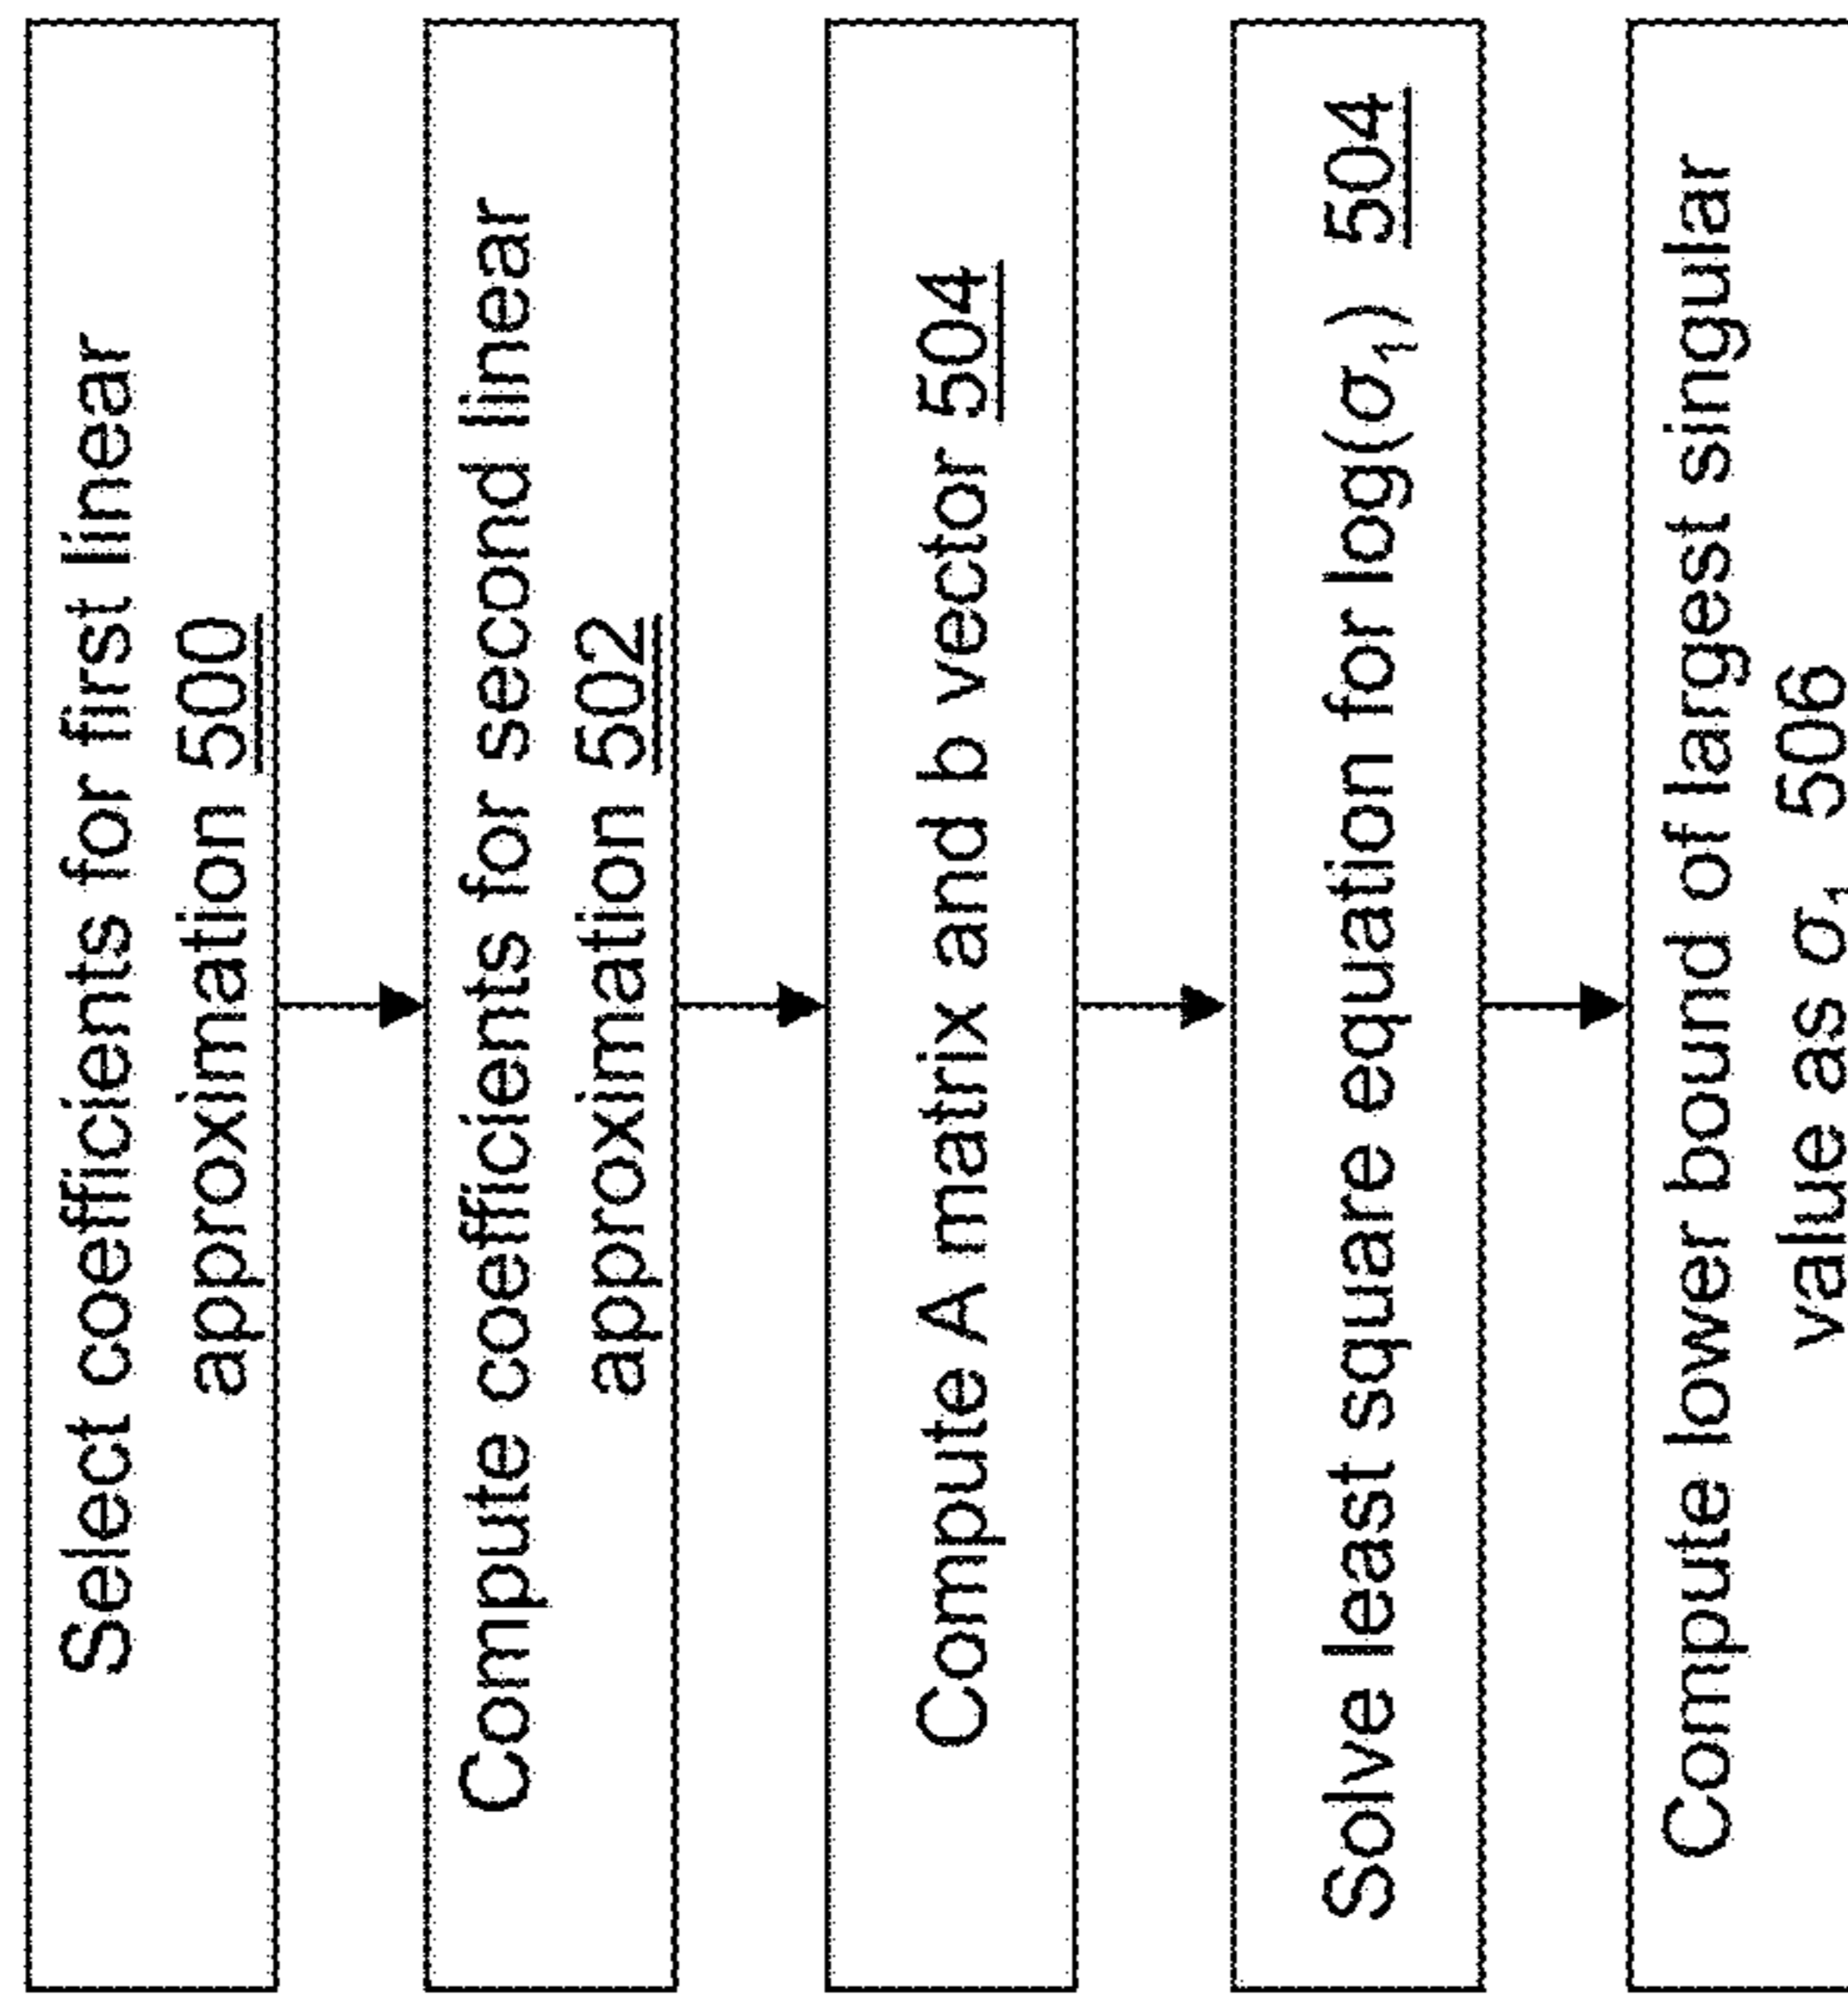 Select coefficients for first linear
approximation 500
Compute coefficients for second linear
approximation 502
Compute A matrix and b vector 504
Solve least square equation for log(σ₁) 504
Compute lower bound of largest singular
value as σ₁ 506